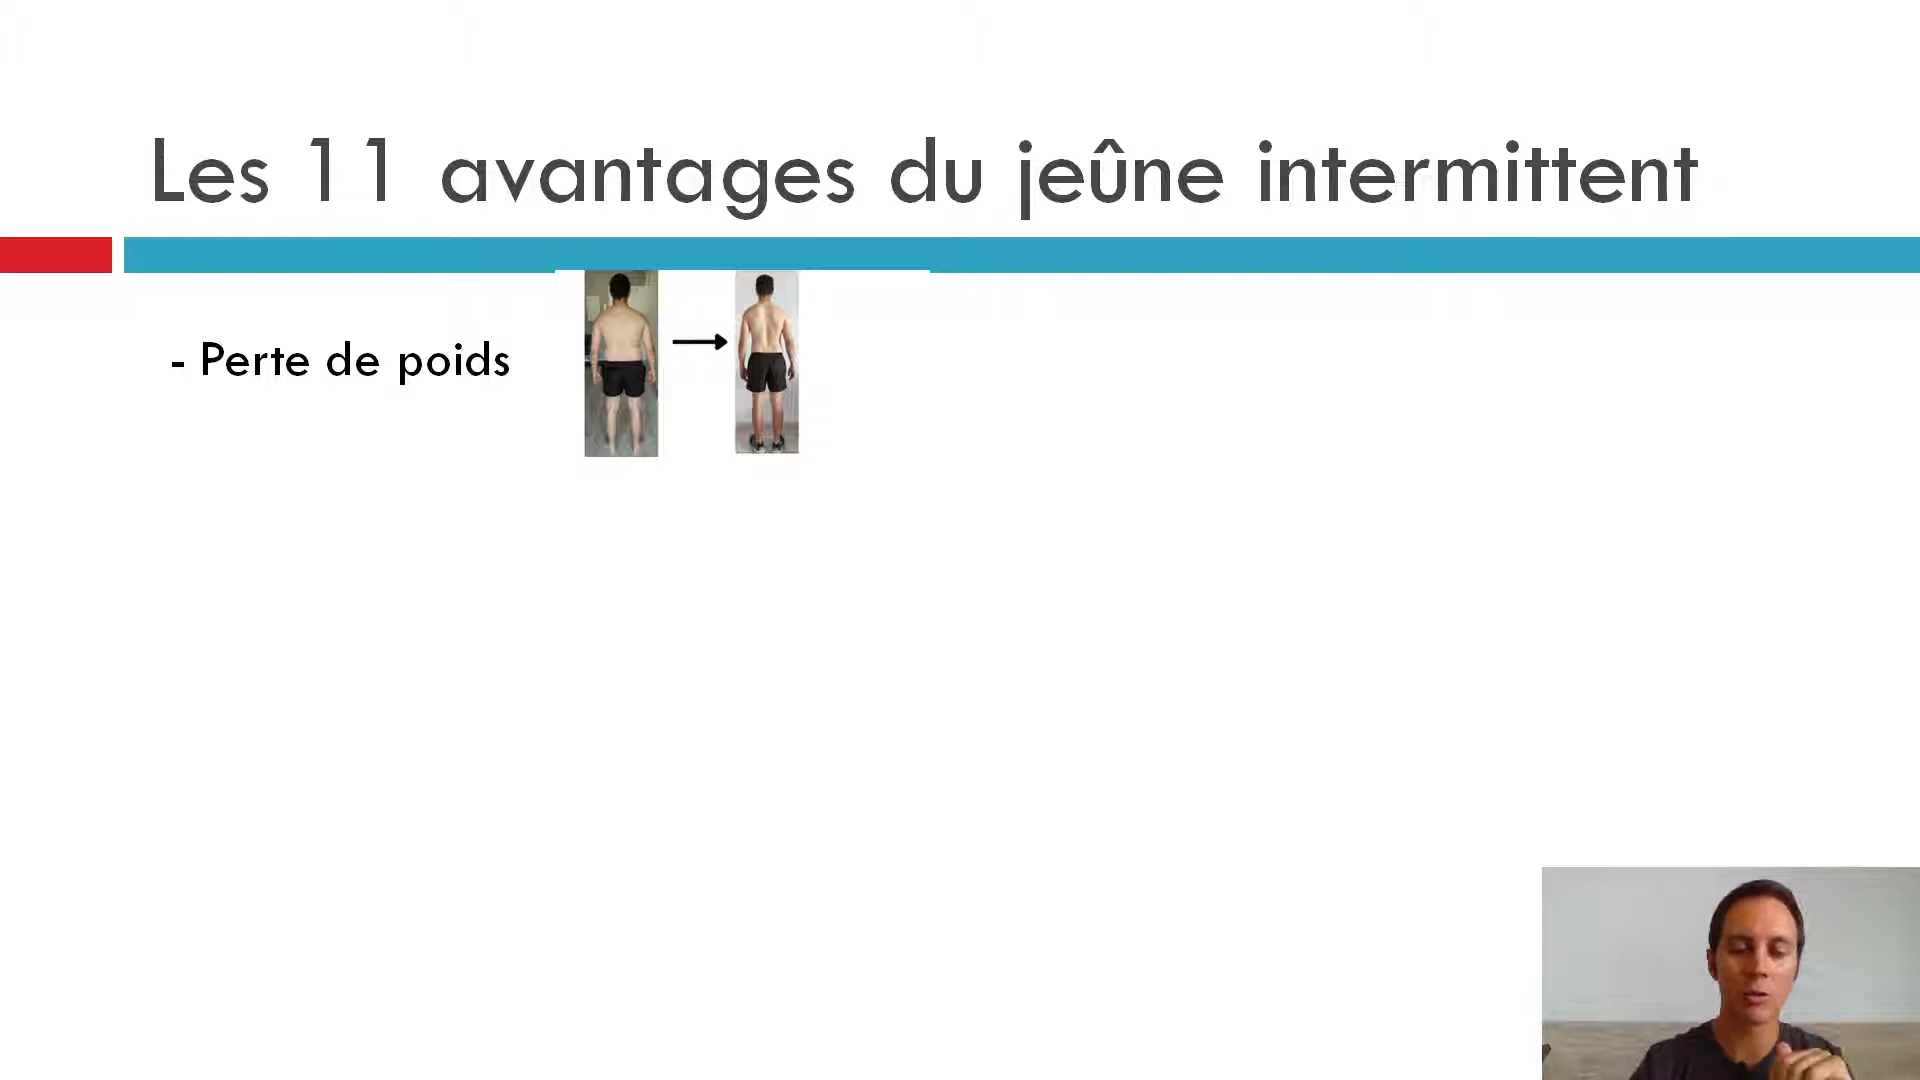 Les 11 avantages du jeûne intermittent
- Perte de poids